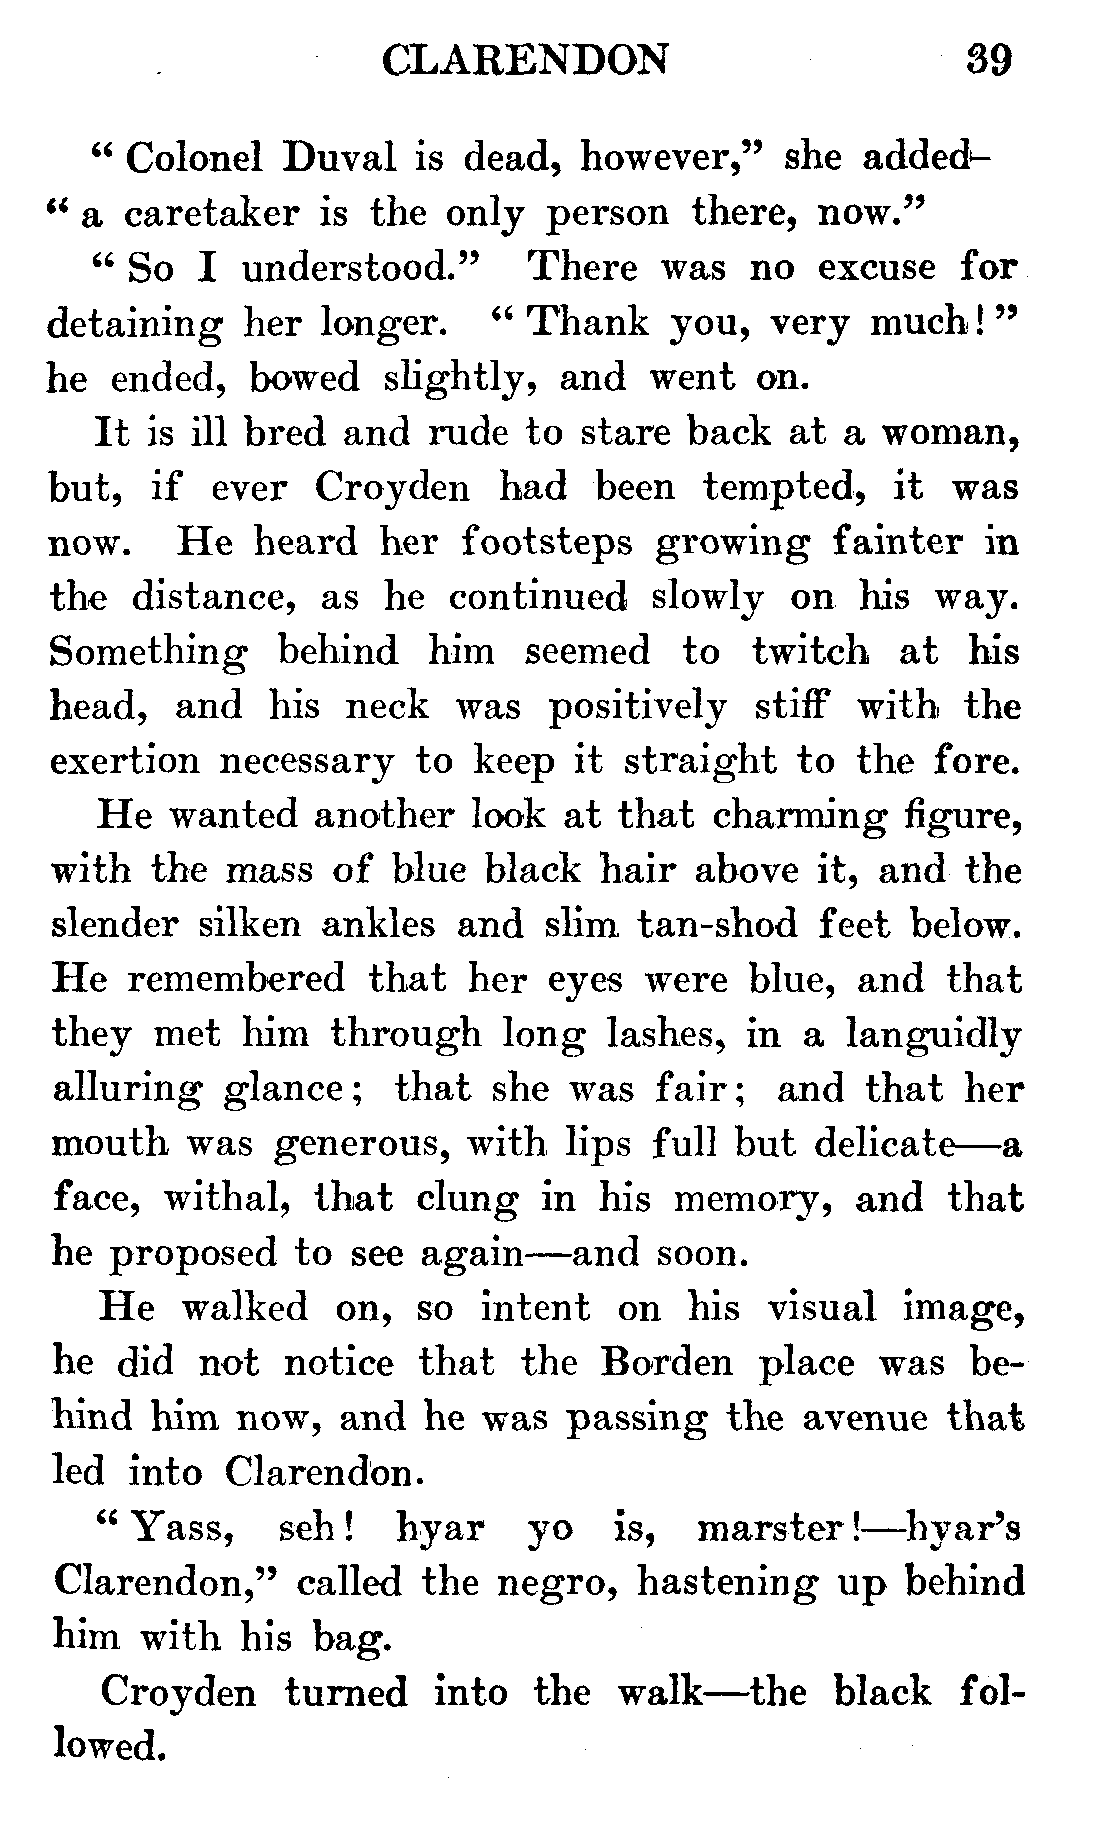 CLARENDON 39
“ Colonel Duval is dead, however,” she added—
“ a caretaker is the only person there, now.”
“ So I understood.” There was no excuse for
detaining her longer. “ Thank you, very much! ”
he ended, bowed slightly, and went on.
It is ill bred and rude to stare back at a woman,
but, if ever Croyden had been tempted, it was
now. He heard her footsteps growing fainter in
the distance, as he continued slowly on his way.
Something behind him seemed to twitch at his
head, and his neck was positively stiff with the
exertion necessary to keep it straight to the fore.
He wanted another look at that charming figure,
with the mass of blue black hair above it, and the
slender silken ankles and slim tan-shod feet below.
He remembered that her eyes were blue, and that
they met him through long lashes, in a languidly
alluring glance; that she was fair; and that her
mouth was generous, with lips full but delicate—a
face, withal, that clung in his memory, and that
he proposed to see again—and soon.
He walked on, so intent on his visual image,
he did not notice that the Borden place was be-
hind him now, and he was passing the avenue that
led into Clarendon.
“ Yass, seh! hyar yo is, marster!—hyar’s
Clarendon,” called the negro, hastening up behind
him with his bag.
Croyden turned into the walk—the black fol-
lowed.